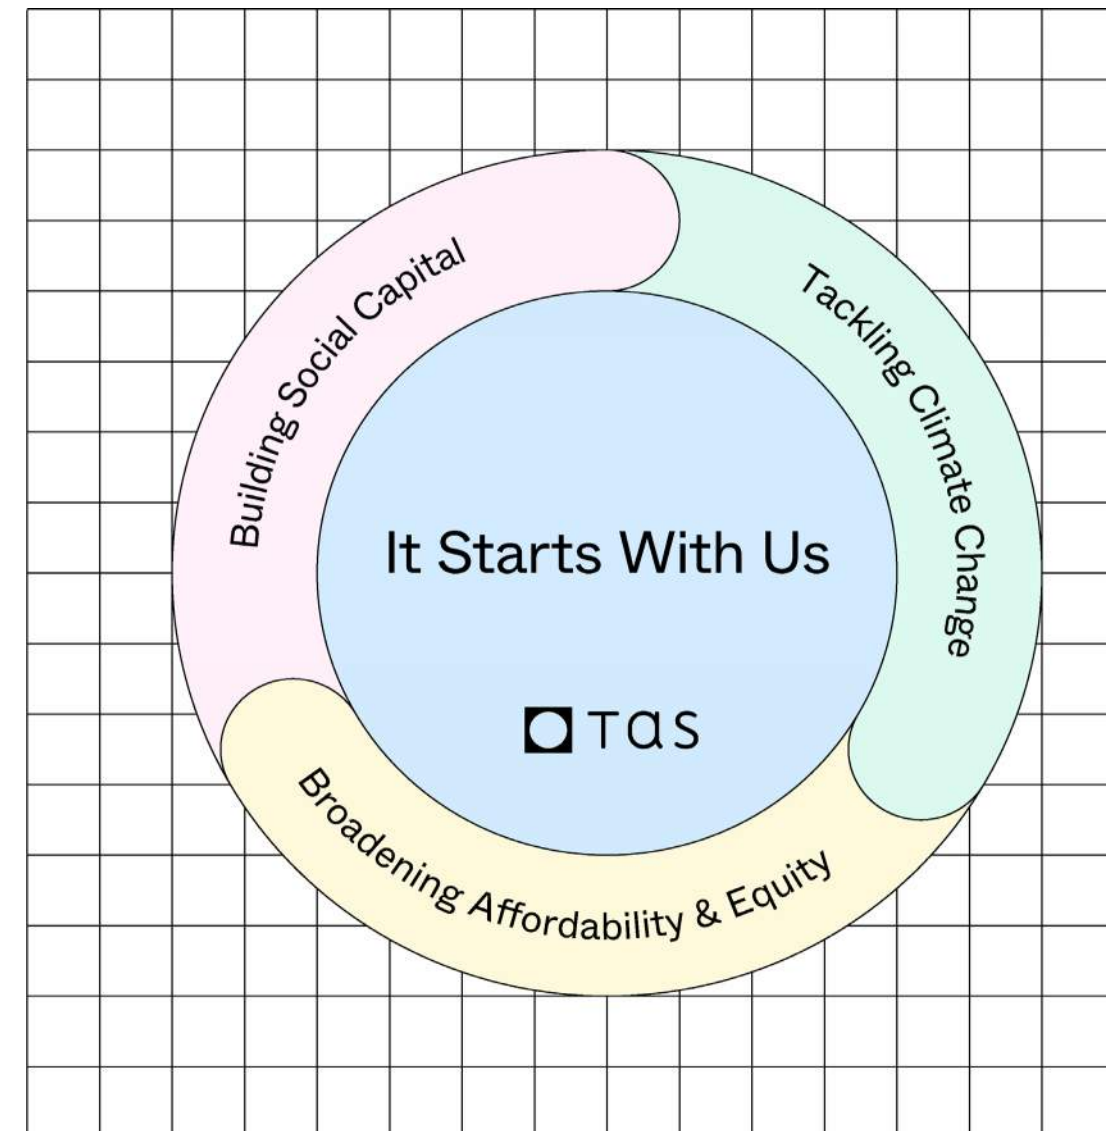 Building Social Capital
Tackling Climate Change
It Starts With Us
TAS
Broadening Affordability & Equity